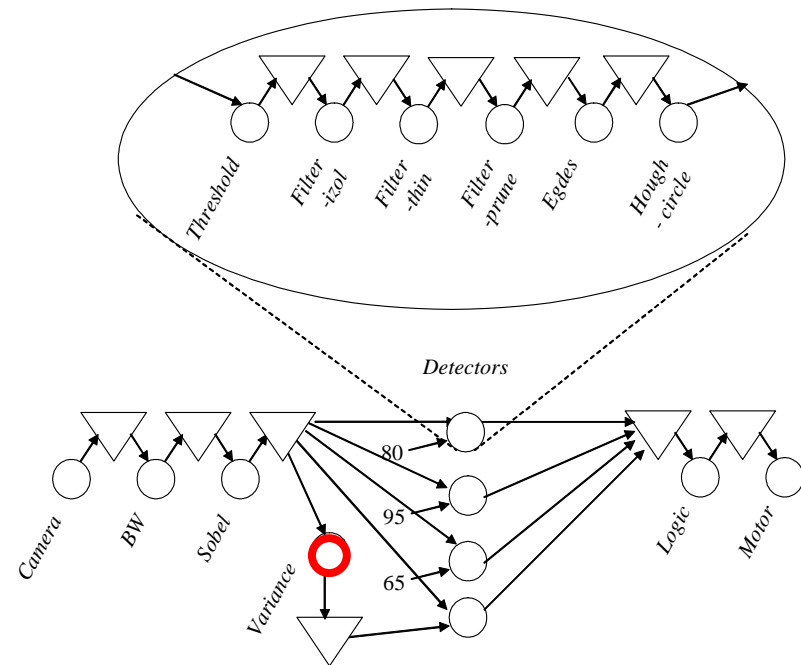 Threshold
Filter
-izol
Filter
-thin
Filter
-prune
Egdes
Hough
- circle
Detectors
80
95
65
Camera
BW
Sobel
Variance
Logic
Motor